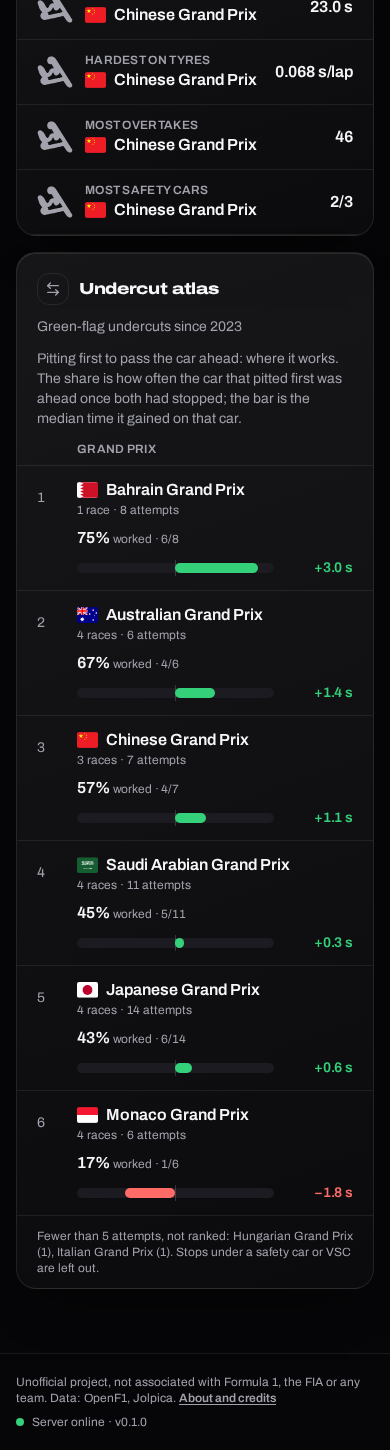 23.0 s
Chinese Grand Prix
HARDEST ON TYRES
Chinese Grand Prix
0.068 s/lap
MOST OVERTAKES
Chinese Grand Prix
46
MOST SAFETY CARS
Chinese Grand Prix
2/3
Undercut atlas
Green-flag undercuts since 2023
Pitting first to pass the car ahead: where it works.
The share is how often the car that pitted first was
ahead once both had stopped; the bar is the
median time it gained on that car.
GRAND PRIX
1
Bahrain Grand Prix
1 race · 8 attempts
75% worked · 6/8
+3.0 s
2
Australian Grand Prix
4 races · 6 attempts
67% worked · 4/6
+1.4 s
3
Chinese Grand Prix
3 races · 7 attempts
57% worked · 4/7
+1.1 s
4
Saudi Arabian Grand Prix
4 races · 11 attempts
45% worked · 5/11
+0.3 s
5
Japanese Grand Prix
4 races · 14 attempts
43% worked · 6/14
+0.6 s
6
Monaco Grand Prix
4 races · 6 attempts
17% worked · 1/6
−1.8 s
Fewer than 5 attempts, not ranked: Hungarian Grand Prix
(1), Italian Grand Prix (1). Stops under a safety car or VSC
are left out.
Unofficial project, not associated with Formula 1, the FIA or any
team. Data: OpenF1, Jolpica. About and credits
Server online · v0.1.0